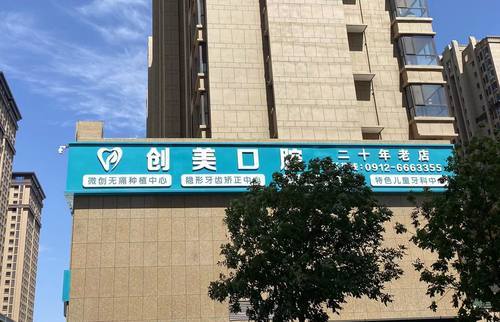 创美口腔
二十年老店
:0912-6663355
微创无痛种植中心
隐形牙齿矫正中心
特色儿童牙科中